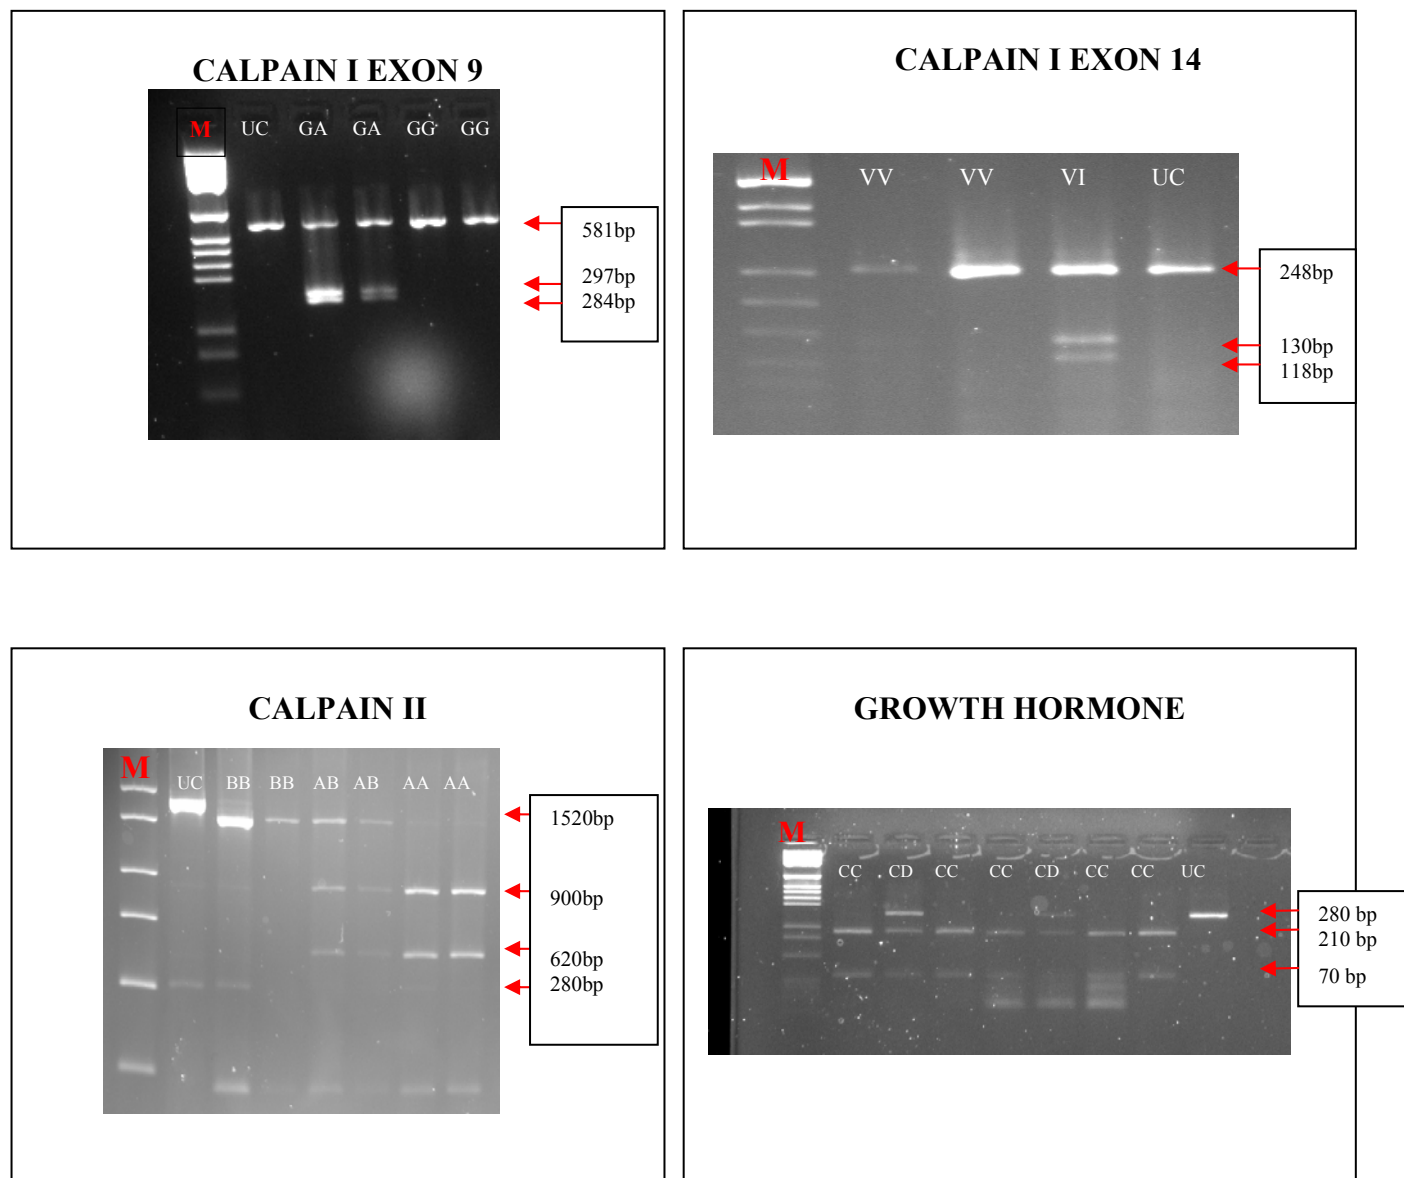 CALPAIN I EXON 9
M UC GA GA GG GG
581bp
297bp
284bp
CALPAIN I EXON 14
M VV VV VI UC
248bp
130bp
118bp
CALPAIN II
M UC BB BB AB AB AA AA
1520bp
900bp
620bp
280bp
GROWTH HORMONE
M
CC CD CC CC CD CC CC UC
280 bp
210 bp
70 bp